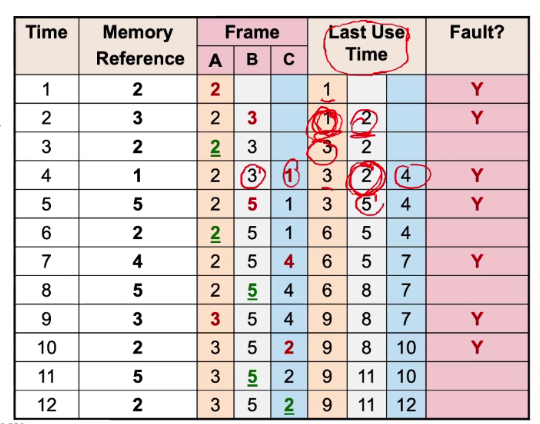 Time Memory Reference Frame Last Use Time Fault?
A B C
1 2 2 1 Y
2 3 2 3 1 2 Y
3 2 2 3 3 2
4 1 2 3 1 3 2 4 Y
5 5 2 5 1 3 5 4 Y
6 2 2 5 1 6 5 4
7 4 2 5 4 6 5 7 Y
8 5 2 5 4 6 8 7
9 3 3 5 4 9 8 7 Y
10 2 3 5 2 9 8 10 Y
11 5 3 5 2 9 11 10
12 2 3 5 2 9 11 12